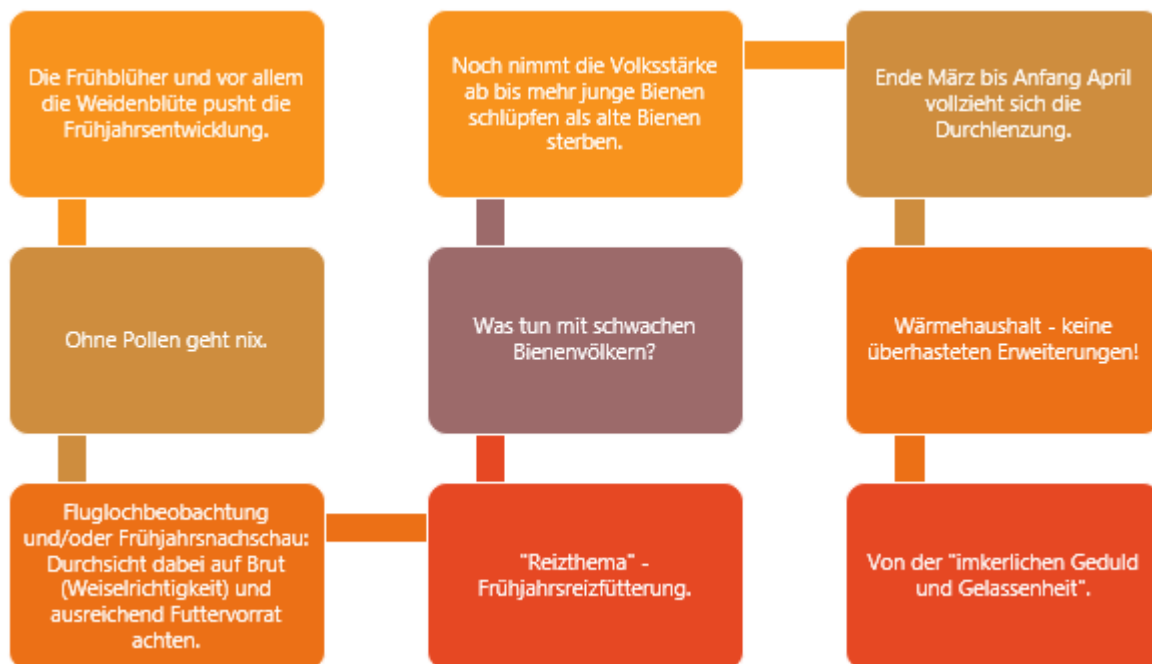 Die Frühblüher und vor allem
die Weidenblüte pusht die
Frühjahrsentwicklung.
Ohne Pollen geht nix.
Fluglochbeobachtung
und/oder Frühjahrsnachschau:
Durchsicht dabei auf Brut
(Weiselrichtigkeit) und
ausreichend Futtervorrat
achten.
"Reizthema" -
Frühjahrsreizfütterung.
Was tun mit schwachen
Bienenvölkern?
Noch nimmt die Volksstärke
ab bis mehr junge Bienen
schlüpfen als alte Bienen
sterben.
Ende März bis Anfang April
vollzieht sich die
Durchlenzung.
Wärmehaushalt - keine
überhasteten Erweiterungen!
Von der "imkerlichen Geduld
und Gelassenheit".